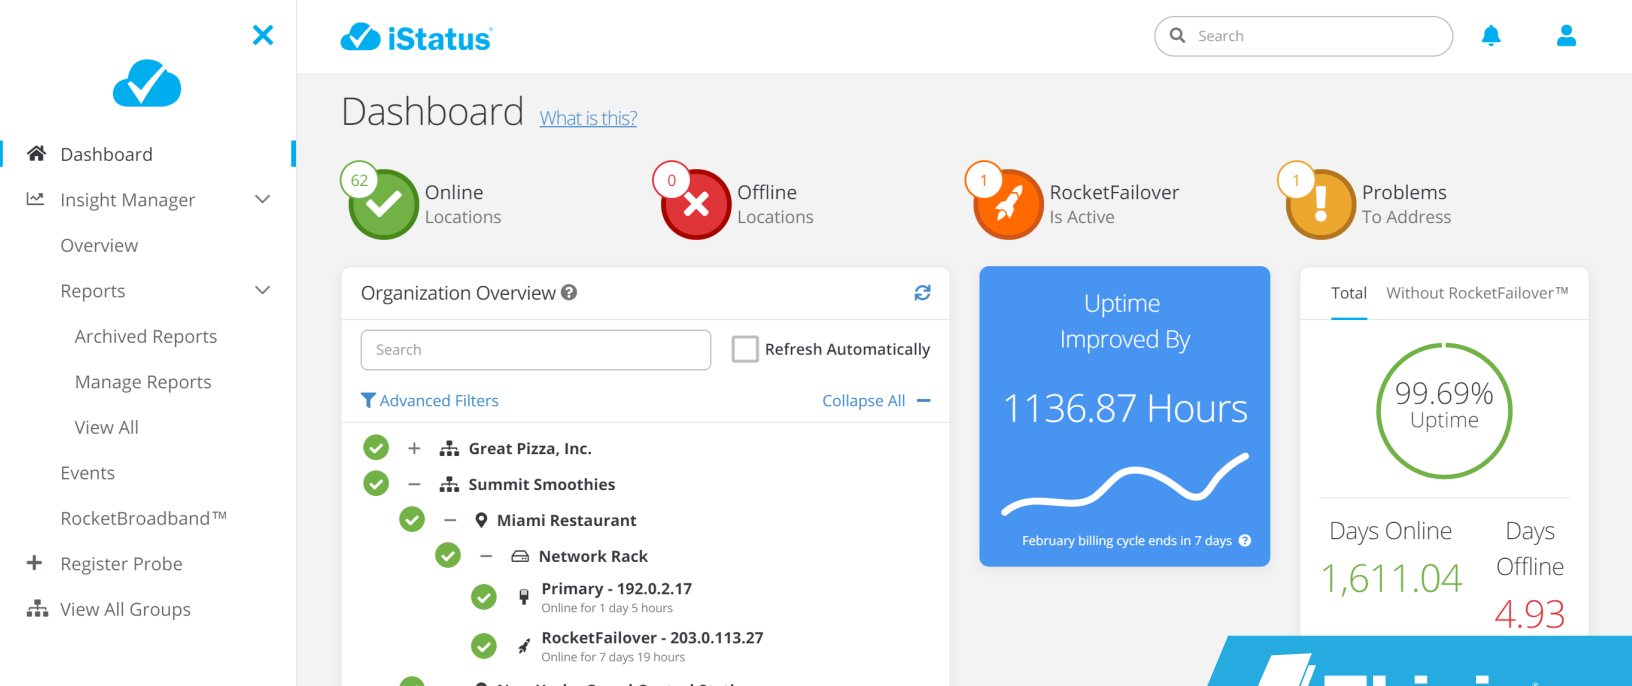 iStatus®
Search
Dashboard
Insight Manager
Overview
Reports
Archived Reports
Manage Reports
View All
Events
RocketBroadband™
Register Probe
View All Groups
Dashboard What is this?
62
Online
Locations
0
Offline
Locations
1
RocketFailover
Is Active
1
Problems
To Address
Organization Overview
Search
Refresh Automatically
Advanced Filters
Collapse All
Great Pizza, Inc.
Summit Smoothies
Miami Restaurant
Network Rack
Primary - 192.0.2.17
Online for 1 day 5 hours
RocketFailover - 203.0.113.27
Online for 7 days 19 hours
Uptime
Improved By
1136.87 Hours
February billing cycle ends in 7 days
Total Without RocketFailover™
99.69%
Uptime
Days Online
1,611.04
Days
Offline
4.93